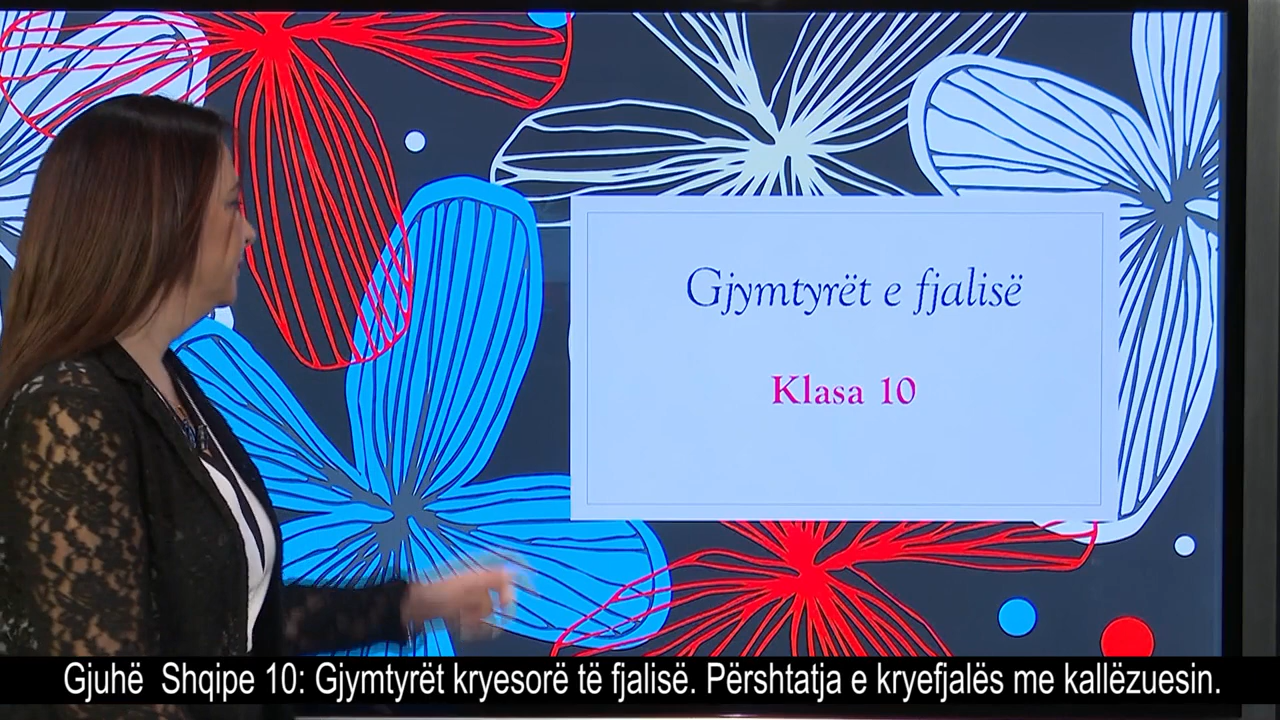 Gjymtyrët e fjalisë
Klasa 10
Gjuhë  Shqipe 10: Gjymtyrët kryesorë të fjalisë. Përshtatja e kryefjalës me kallëzuesin.